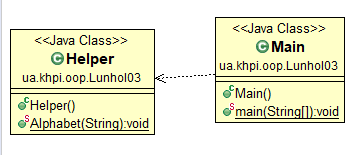 <<Java Class>>
Helper
ua.khpi.oop.Lunhol03
Helper()
Alphabet(String):void
<<Java Class>>
Main
ua.khpi.oop.Lunhol03
Main()
main(String[]):void